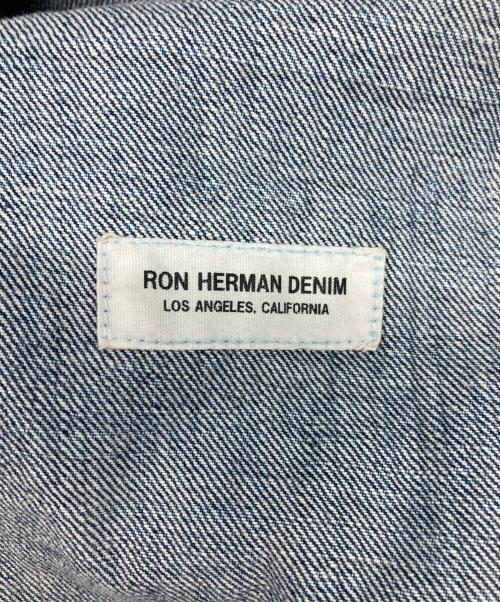 RON HERMAN DENIM
LOS ANGELES, CALIFORNIA